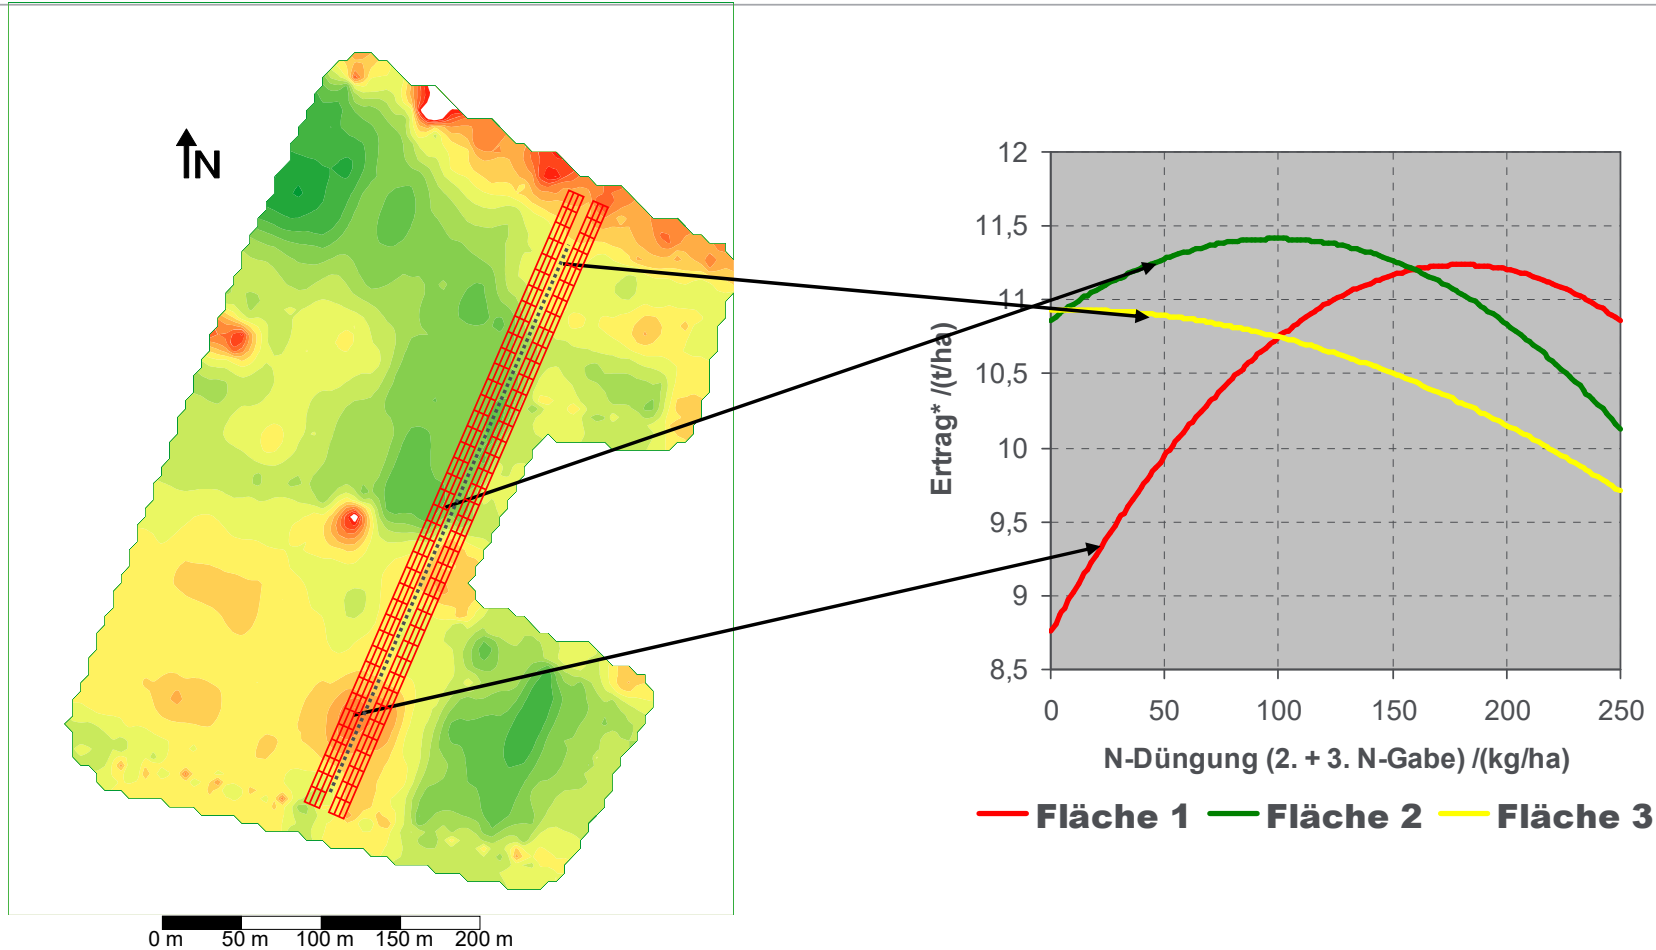 N
0 m 50 m 100 m 150 m 200 m
12
11,5
11
10,5
10
9,5
9
8,5
Ertrag* /(t/ha)
0 50 100 150 200 250
N-Düngung (2. + 3. N-Gabe) /(kg/ha)
Fläche 1 Fläche 2 Fläche 3